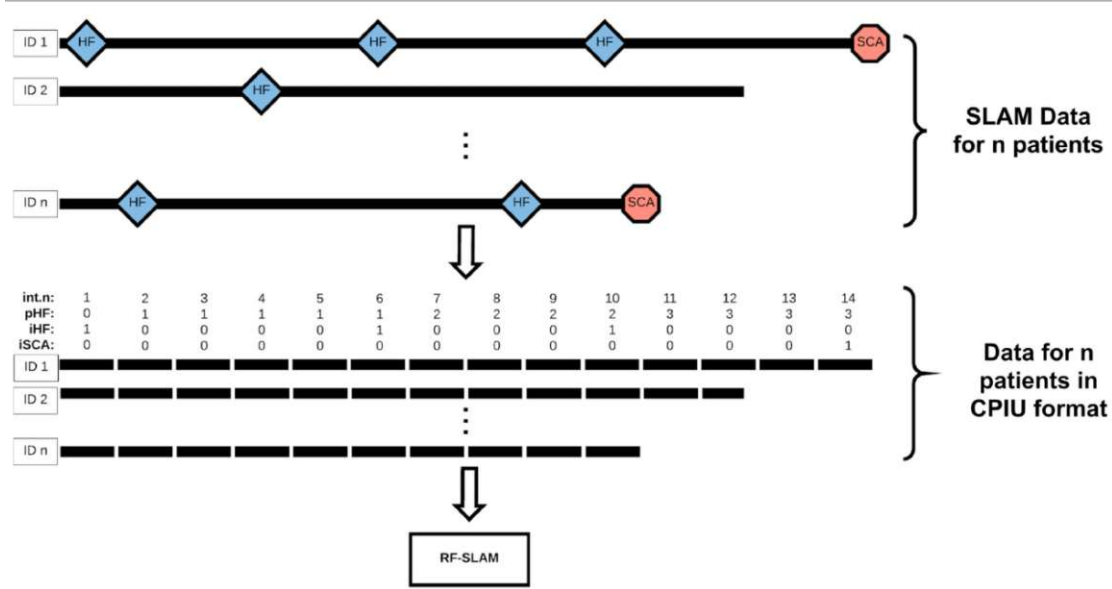 ID 1 HF HF HF SCA
ID 2 HF
SLAM Data
for n patients
ID n HF HF SCA
int.n: 1 2 3 4 5 6 7 8 9 10 11 12 13 14
pHF: 0 1 1 1 1 1 2 2 2 2 3 3 3 3
iHF: 1 0 0 0 0 1 0 0 0 1 0 0 0 0
iSCA: 0 0 0 0 0 0 0 0 0 0 0 0 0 1
ID 1
ID 2
ID n
Data for n
patients in
CPIU format
RF-SLAM